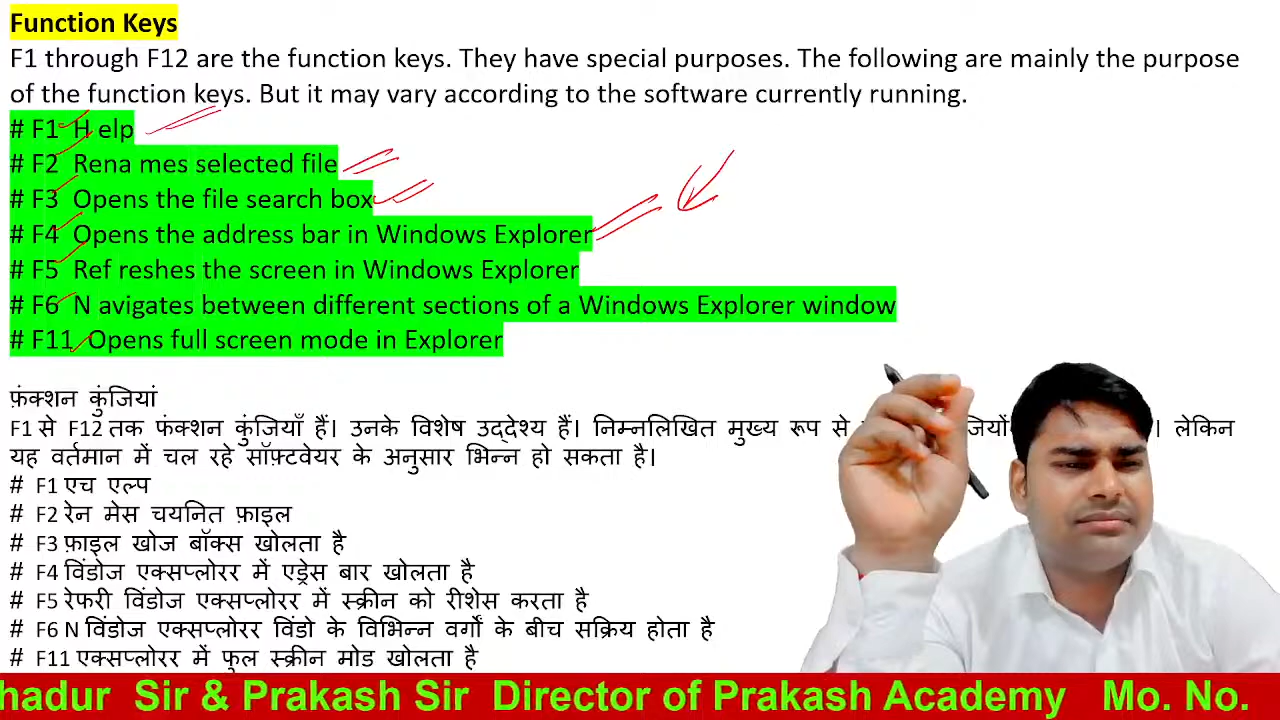 Function Keys
F1 through F12 are the function keys. They have special purposes. The following are mainly the purpose
of the function keys. But it may vary according to the software currently running.
# F1 H elp
# F2 Rena mes selected file
# F3 Opens the file search box
# F4 Opens the address bar in Windows Explorer
# F5 Ref reshes the screen in Windows Explorer
# F6 N avigates between different sections of a Windows Explorer window
# F11 Opens full screen mode in Explorer
फ़ंक्शन कुंजियां
F1 से F12 तक फंक्शन कुंजियाँ हैं। उनके विशेष उद्देश्य हैं। निम्नलिखित मुख्य रूप से । लेकिन
यह वर्तमान में चल रहे सॉफ़्टवेयर के अनुसार भिन्न हो सकता है।
# F1 एच एल्प
# F2 रेन मेस चयनित फ़ाइल
# F3 फ़ाइल खोज बॉक्स खोलता है
# F4 विंडोज एक्सप्लोरर में एड्रेस बार खोलता है
# F5 रेफरी विंडोज एक्सप्लोरर में स्क्रीन को रीशेस करता है
# F6 N विंडोज एक्सप्लोरर विंडो के विभिन्न वर्गों के बीच सक्रिय होता है
# F11 एक्सप्लोरर में फुल स्क्रीन मोड खोलता है
hadur Sir & Prakash Sir Director of Prakash Academy Mo. No.